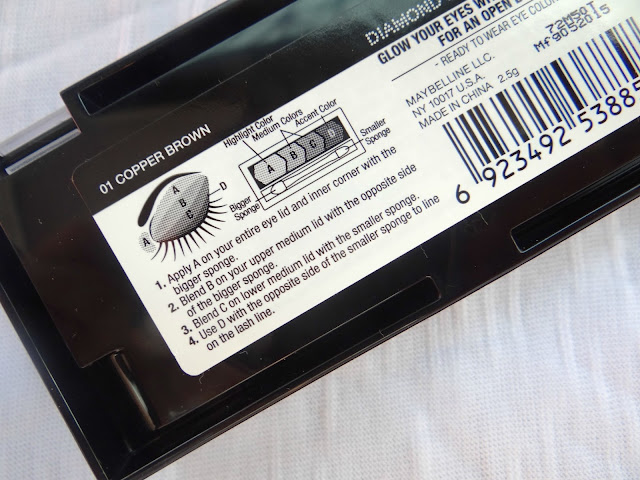 DIAMOND
GLOW YOUR EYES W
FOR AN OPEN
- READY TO WEAR EYE COLOR
MAYBELLINE LLC.
NY 10017 U.S.A.
MADE IN CHINA 2.5g
Mf9052015
6 923492 53885
01 COPPER BROWN
Highlight Color
Medium Colors
Accent Color
A B C D
Smaller
Sponge
Bigger
Sponge
A
B
C
D
A
1. Apply A on your entire eye lid and inner corner with the
bigger sponge.
2. Blend B on your upper medium lid with the opposite side
of the bigger sponge.
3. Blend C on lower medium lid with the smaller sponge.
4. Use D with the opposite side of the smaller sponge to line
on the lash line.